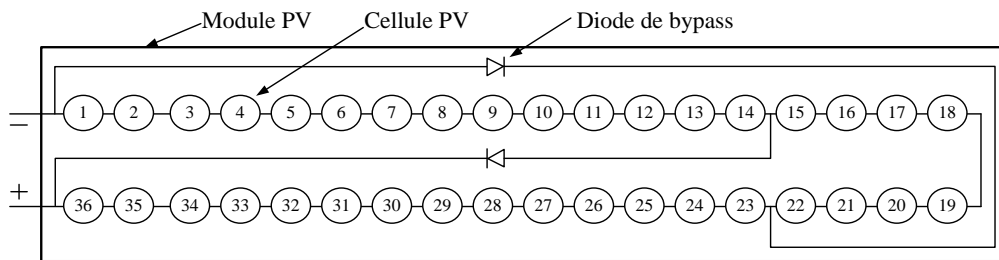 Module PV Cellule PV Diode de bypass
1 2 3 4 5 6 7 8 9 10 11 12 13 14 15 16 17 18
−
+
36 35 34 33 32 31 30 29 28 27 26 25 24 23 22 21 20 19